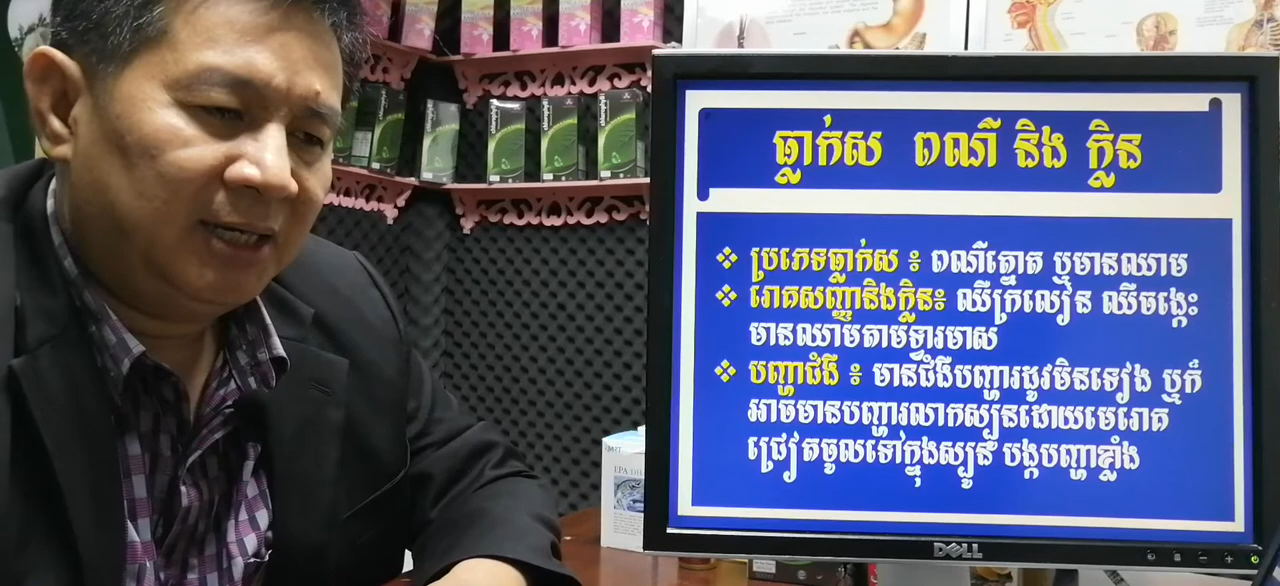 ធ្លាក់ស ពណ៌ និង ក្លិន
❖ ប្រភេទធ្លាក់ស ៖ ពណ៌ត្នោត ឬមានឈាម
❖ រោគសញ្ញានិងក្លិន៖ ឈឺក្រលៀន ឈឺចង្កេះ
មានឈាមតាមទ្វារមាស
❖ បញ្ហាជំងឺ ៖ មានជំងឺបញ្ហារដូវមិនទៀង ឬក៏
អាចមានបញ្ហារលាកស្បូនដោយមេរោគ
ជ្រៀតចូលទៅក្នុងស្បូន បង្កបញ្ហាខ្លាំង
DELL
chlorophyll
chlorophyll
chlorophyll
chlorophyll
EPA DH